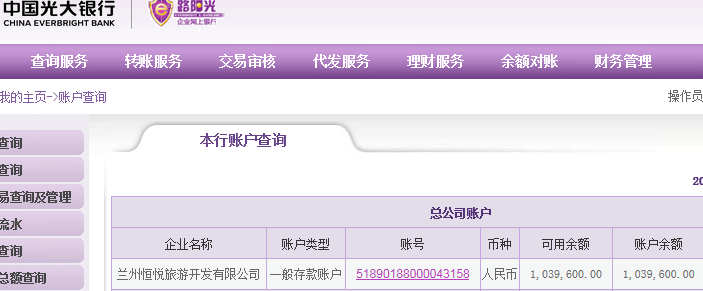 中国光大银行
CHINA EVERBRIGHT BANK
路阳光
企业网上银行
查询服务 转账服务 交易审核 代发服务 理财服务 余额对账 财务管理
我的主页->账户查询 操作员
查询
本行账户查询
查询
易查询及管理
20
流水
总公司账户
查询
企业名称 账户类型 账号 币种 可用余额 账户余额
总额查询
兰州恒悦旅游开发有限公司 一般存款账户 51890188000043158 人民币 1,039,600.00 1,039,600.00